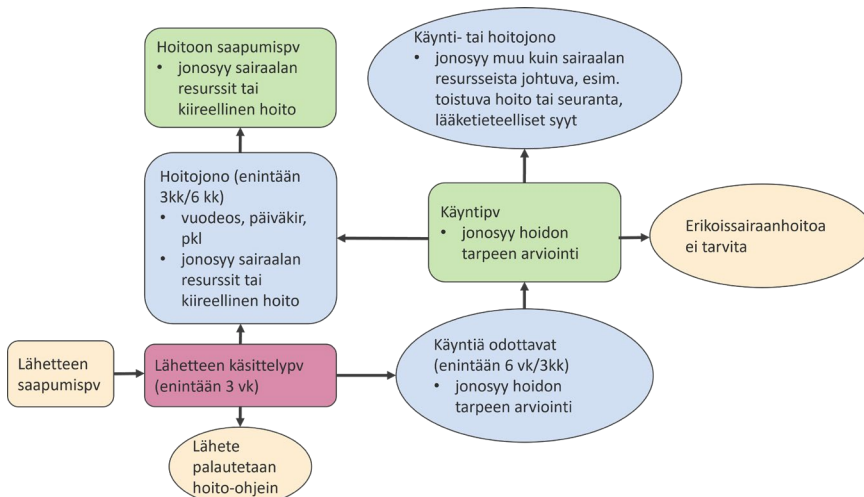 Hoitoon saapumispv
• jonosyy sairaalan
resurssit tai
kiireellinen hoito
Käynti- tai hoitojono
• jonosyy muu kuin sairaalan
resursseista johtuva, esim.
toistuva hoito tai seuranta,
lääketieteelliset syyt
Hoitojono (enintään
3kk/6 kk)
• vuodeos, päiväkir,
pkl
• jonosyy sairaalan
resurssit tai
kiireellinen hoito
Käyntipv
• jonosyy hoidon
tarpeen arviointi
Erikoissairaanhoitoa
ei tarvita
Lähetteen
saapumispv
Lähetteen käsittelypv
(enintään 3 vk)
Käyntiä odottavat
(enintään 6 vk/3kk)
• jonosyy hoidon
tarpeen arviointi
Lähete
palautetaan
hoito-ohjein